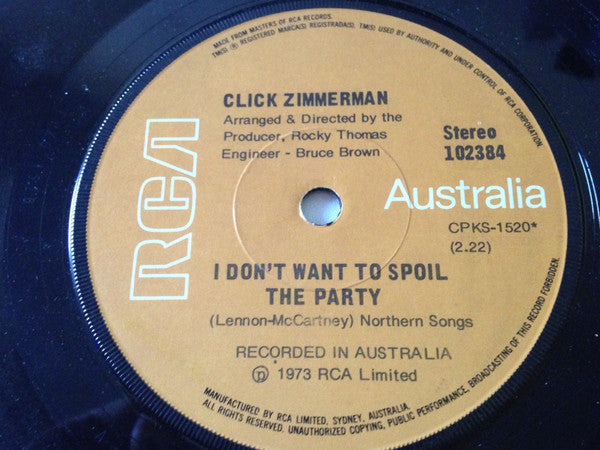 MADE FROM MASTERS OF RCA RECORDS.
TM(S) ® REGISTERED MARCA(S) REGISTRADA(S), TM(S) USED BY AUTHORITY AND UNDER CONTROL OF RCA CORPORATION.
CLICK ZIMMERMAN
Arranged & Directed by the
Producer, Rocky Thomas
Engineer - Bruce Brown
Stereo
102384
RCA
Australia
CPKS-1520*
(2.22)
I DON'T WANT TO SPOIL
THE PARTY
(Lennon-McCartney) Northern Songs
RECORDED IN AUSTRALIA
℗ 1973 RCA Limited
MANUFACTURED BY RCA LIMITED, SYDNEY, AUSTRALIA.
ALL RIGHTS RESERVED. UNAUTHORIZED COPYING, PUBLIC PERFORMANCE, BROADCASTING OF THIS RECORD FORBIDDEN.